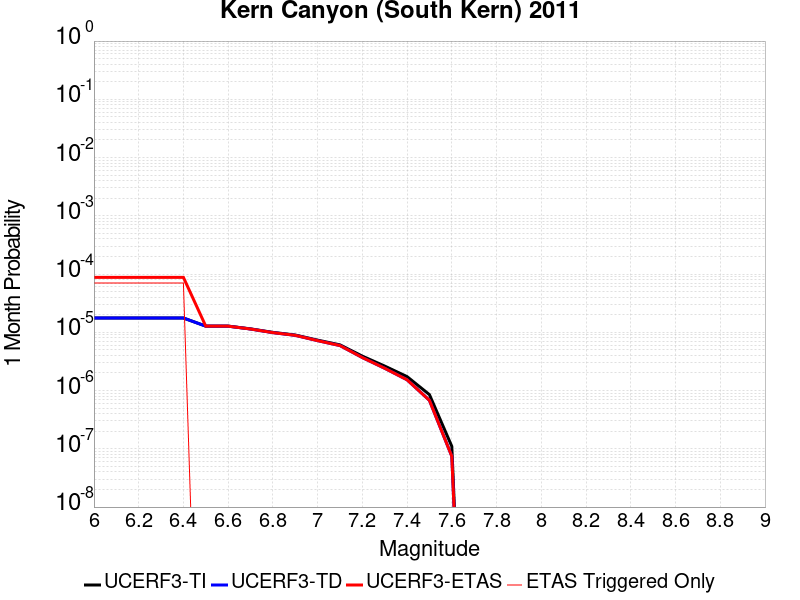 Kern Canyon (South Kern) 2011
10^0
10^-1
10^-2
10^-3
10^-4
10^-5
10^-6
10^-7
10^-8
1 Month Probability
6 6.2 6.4 6.6 6.8 7 7.2 7.4 7.6 7.8 8 8.2 8.4 8.6 8.8 9
Magnitude
UCERF3-TI UCERF3-TD UCERF3-ETAS ETAS Triggered Only